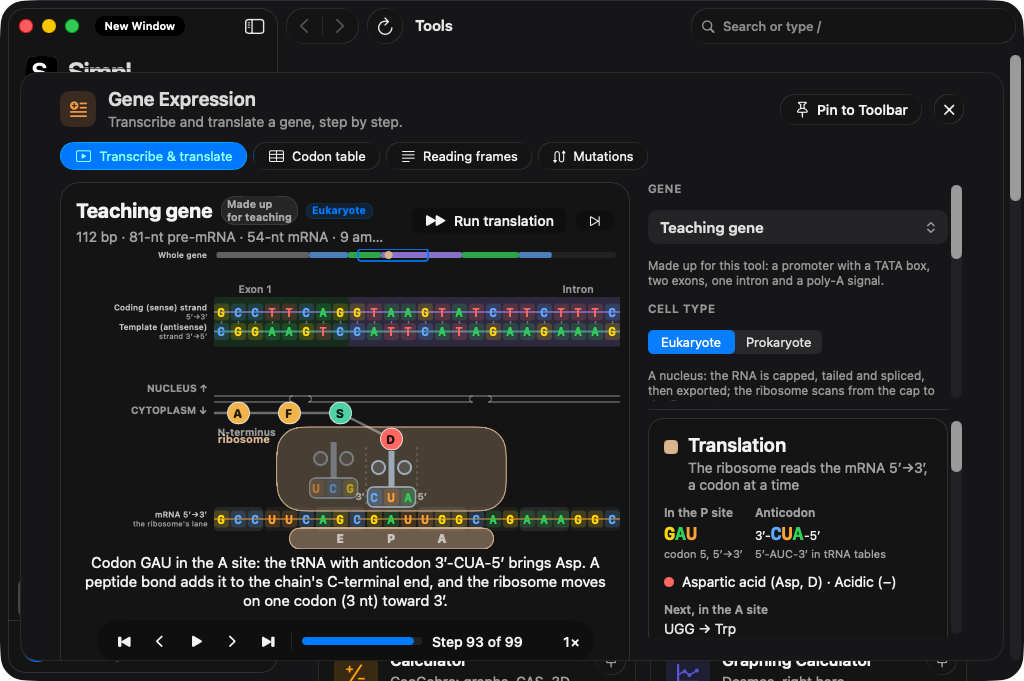 New Window
Tools
Search or type /
Gene Expression
Transcribe and translate a gene, step by step.
Pin to Toolbar
Transcribe & translate
Codon table
Reading frames
Mutations
Teaching gene
Made up
for teaching
Eukaryote
Run translation
112 bp · 81-nt pre-mRNA · 54-nt mRNA · 9 am…
Whole gene
Exon 1
Intron
Coding (sense) strand
5′→3′
G C C T T C A G G T A A G T A T C T T C T T T C
Template (antisense)
strand 3′→5′
C G G A A G T C C A T T C A T A G A A G A A A G
NUCLEUS ↑
CYTOPLASM ↓
A F S
N-terminus
ribosome
D
U C G
3′ C U A 5′
mRNA 5′→3′
the ribosome's lane
G C C U U C A G C G A U U G G C A G A A A G G C
E P A
Codon GAU in the A site: the tRNA with anticodon 3′-CUA-5′ brings Asp. A
peptide bond adds it to the chain's C-terminal end, and the ribosome moves
on one codon (3 nt) toward 3′.
Step 93 of 99
1×
GENE
Teaching gene
Made up for this tool: a promoter with a TATA box,
two exons, one intron and a poly-A signal.
CELL TYPE
Eukaryote
Prokaryote
A nucleus: the RNA is capped, tailed and spliced,
then exported; the ribosome scans from the cap to
Translation
The ribosome reads the mRNA 5′→3′,
a codon at a time
In the P site
Anticodon
GAU
3′-CUA-5′
codon 5, 5′→3′
5′-AUC-3′ in tRNA tables
Aspartic acid (Asp, D) · Acidic (−)
Next, in the A site
UGG → Trp
Calculator
Graphing Calculator